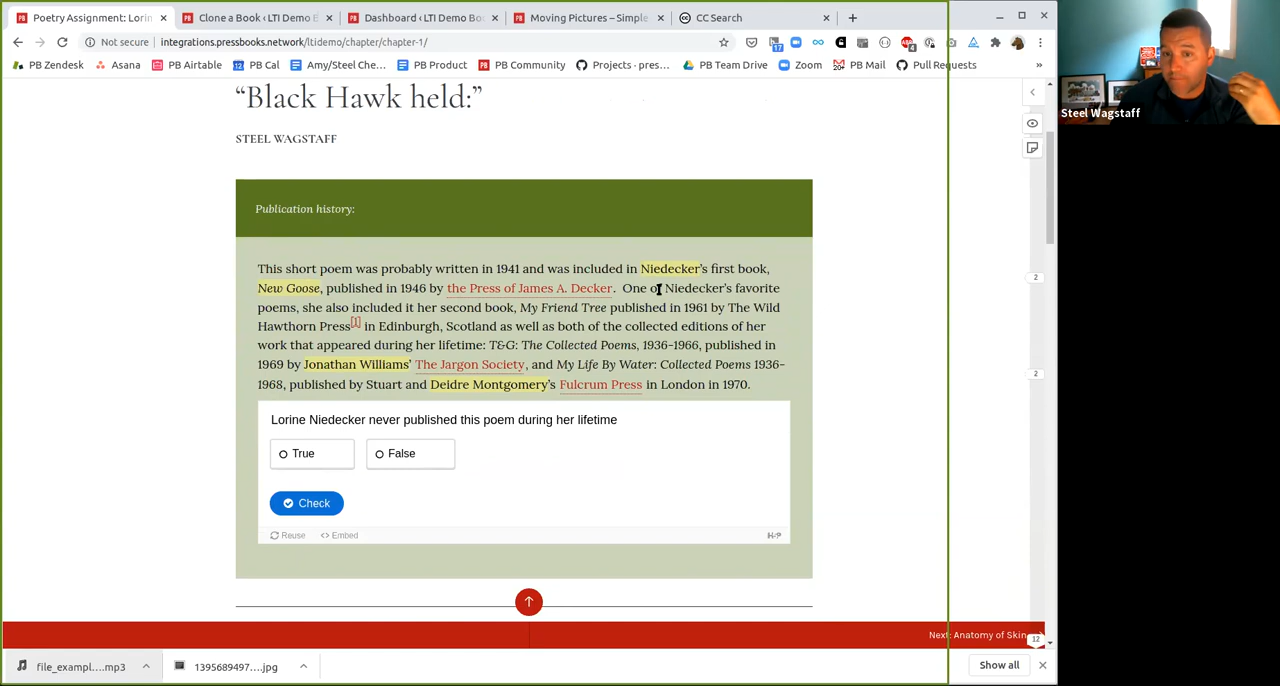 Poetry Assignment: Lorin
Clone a Book ‹ LTI Demo B
Dashboard ‹ LTI Demo Bo
Moving Pictures – Simple
CC Search
Not secure | integrations.pressbooks.network/ltidemo/chapter/chapter-1/
17
4
PB Zendesk
Asana
PB Airtable
12 PB Cal
Amy/Steel Che...
PB Product
PB Community
Projects · pres...
PB Team Drive
Zoom
20+ PB Mail
Pull Requests
»
Steel Wagstaff
“Black Hawk held:”
STEEL WAGSTAFF
Publication history:
This short poem was probably written in 1941 and was included in Niedecker’s first book,
New Goose, published in 1946 by the Press of James A. Decker. One of Niedecker’s favorite
poems, she also included it her second book, My Friend Tree published in 1961 by The Wild
Hawthorn Press[1] in Edinburgh, Scotland as well as both of the collected editions of her
work that appeared during her lifetime: T&G: The Collected Poems, 1936-1966, published in
1969 by Jonathan Williams’ The Jargon Society, and My Life By Water: Collected Poems 1936-
1968, published by Stuart and Deidre Montgomery’s Fulcrum Press in London in 1970.
2
2
Lorine Niedecker never published this poem during her lifetime
True
False
Check
Reuse
<> Embed
H5P
Next: Anatomy of Skin
12
file_exampl....mp3
1395689497....jpg
Show all